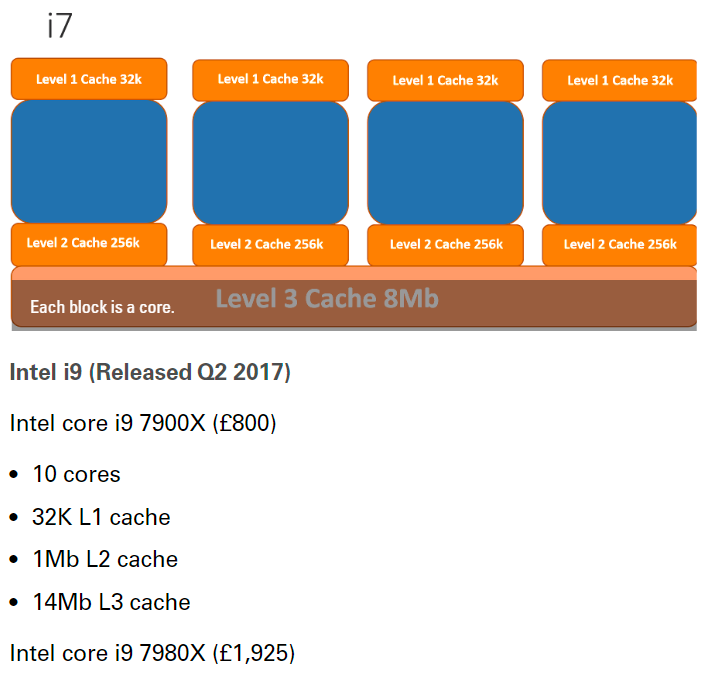 i7
Level 1 Cache 32k Level 1 Cache 32k Level 1 Cache 32k Level 1 Cache 32k
Level 2 Cache 256k Level 2 Cache 256k Level 2 Cache 256k Level 2 Cache 256k
Each block is a core. Level 3 Cache 8Mb
Intel i9 (Released Q2 2017)
Intel core i9 7900X (£800)
• 10 cores
• 32K L1 cache
• 1Mb L2 cache
• 14Mb L3 cache
Intel core i9 7980X (£1,925)